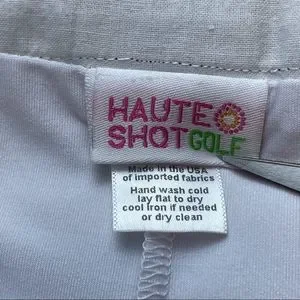 HAUTE
SHOT GOLF
Made in the USA
of imported fabrics
Hand wash cold
lay flat to dry
cool iron if needed
or dry clean